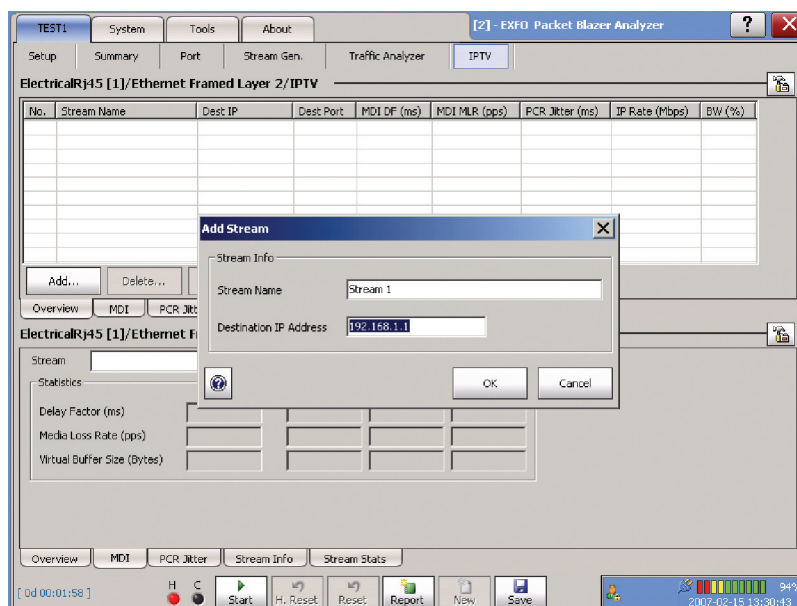 TEST1 System Tools About [2] - EXFO Packet Blazer Analyzer ? X
Setup Summary Port Stream Gen. Traffic Analyzer IPTV
ElectricalRj45 [1]/Ethernet Framed Layer 2/IPTV
No. Stream Name Dest IP Dest Port MDI DF (ms) MDI MLR (pps) PCR Jitter (ms) IP Rate (Mbps) BW (%)
Add Stream
Stream Info
Stream Name Stream 1
Destination IP Address 192.168.1.1
OK Cancel
Add... Delete...
Overview MDI PCR Jitt
ElectricalRj45 [1]/Ethernet Fr
Stream
Statistics
Delay Factor (ms)
Media Loss Rate (pps)
Virtual Buffer Size (Bytes)
Overview MDI PCR Jitter Stream Info Stream Stats
[ 0d 00:01:58 ] H C Start H. Reset Reset Report New Save 94%
2007-02-15 13:30:43